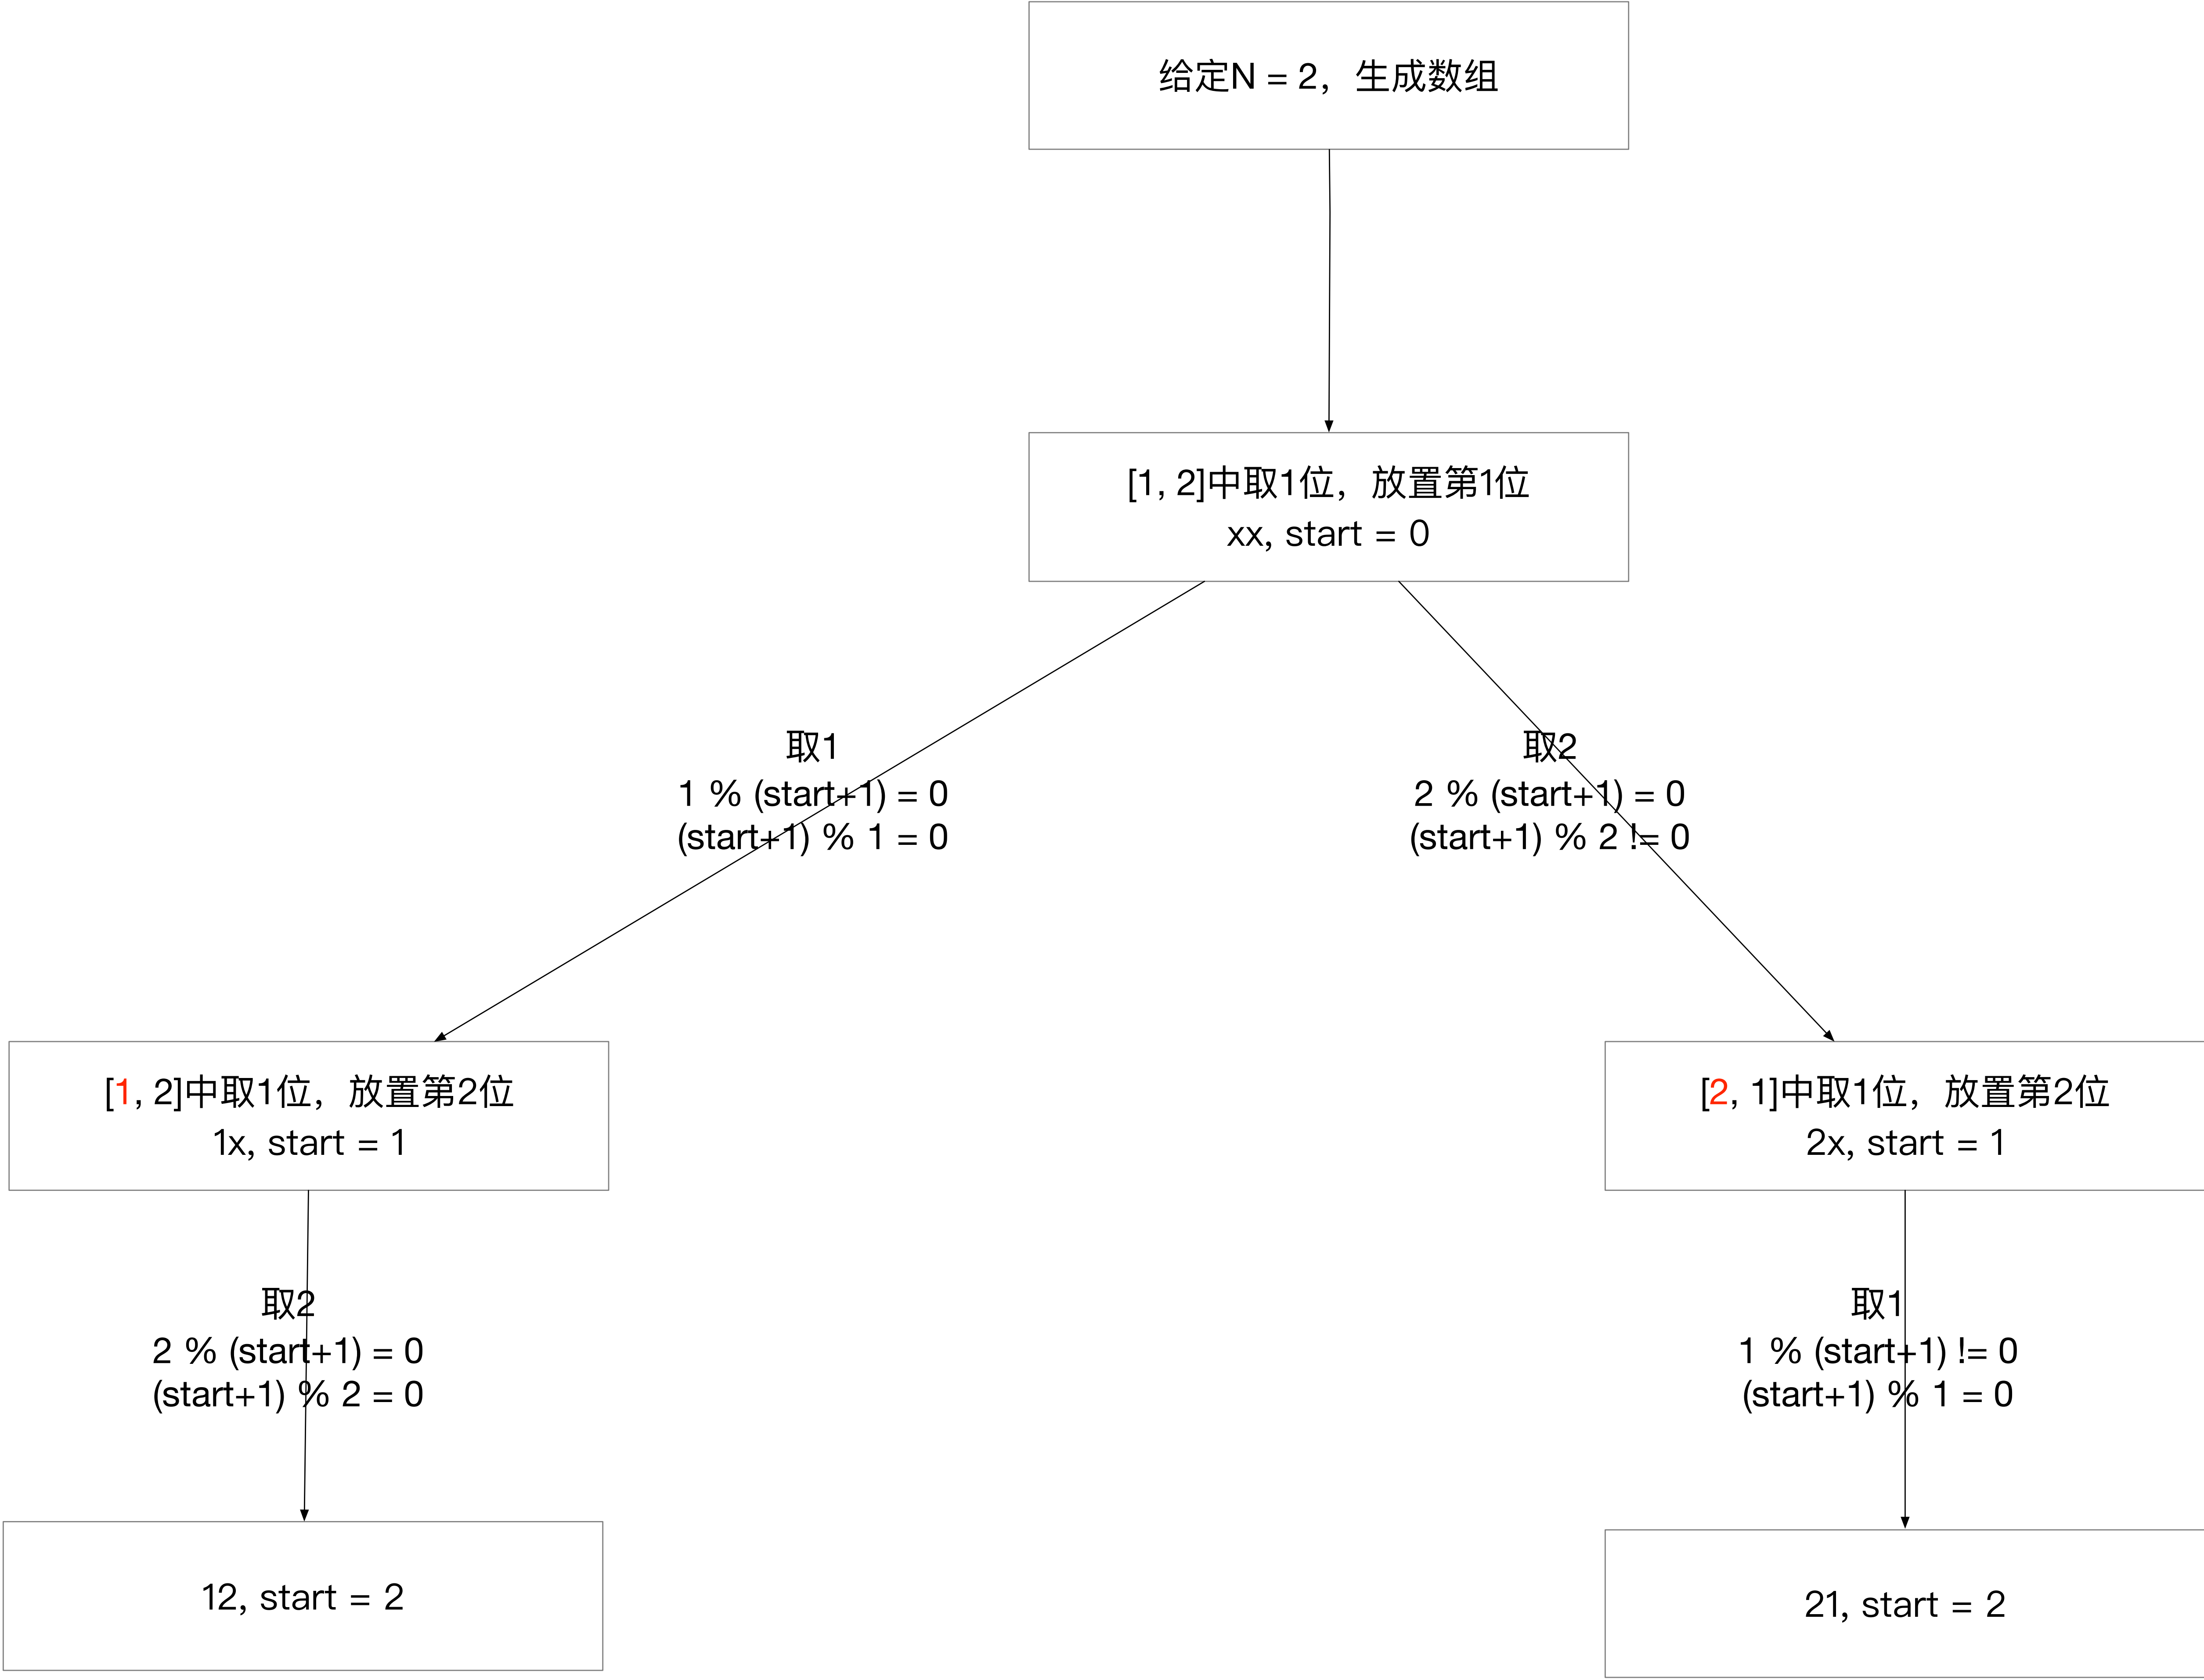 给定N = 2，生成数组
[1, 2]中取1位，放置第1位
xx, start = 0
取1
1 % (start+1) = 0
(start+1) % 1 = 0
取2
2 % (start+1) = 0
(start+1) % 2 != 0
[1, 2]中取1位，放置第2位
1x, start = 1
[2, 1]中取1位，放置第2位
2x, start = 1
取2
2 % (start+1) = 0
(start+1) % 2 = 0
取1
1 % (start+1) != 0
(start+1) % 1 = 0
12, start = 2
21, start = 2